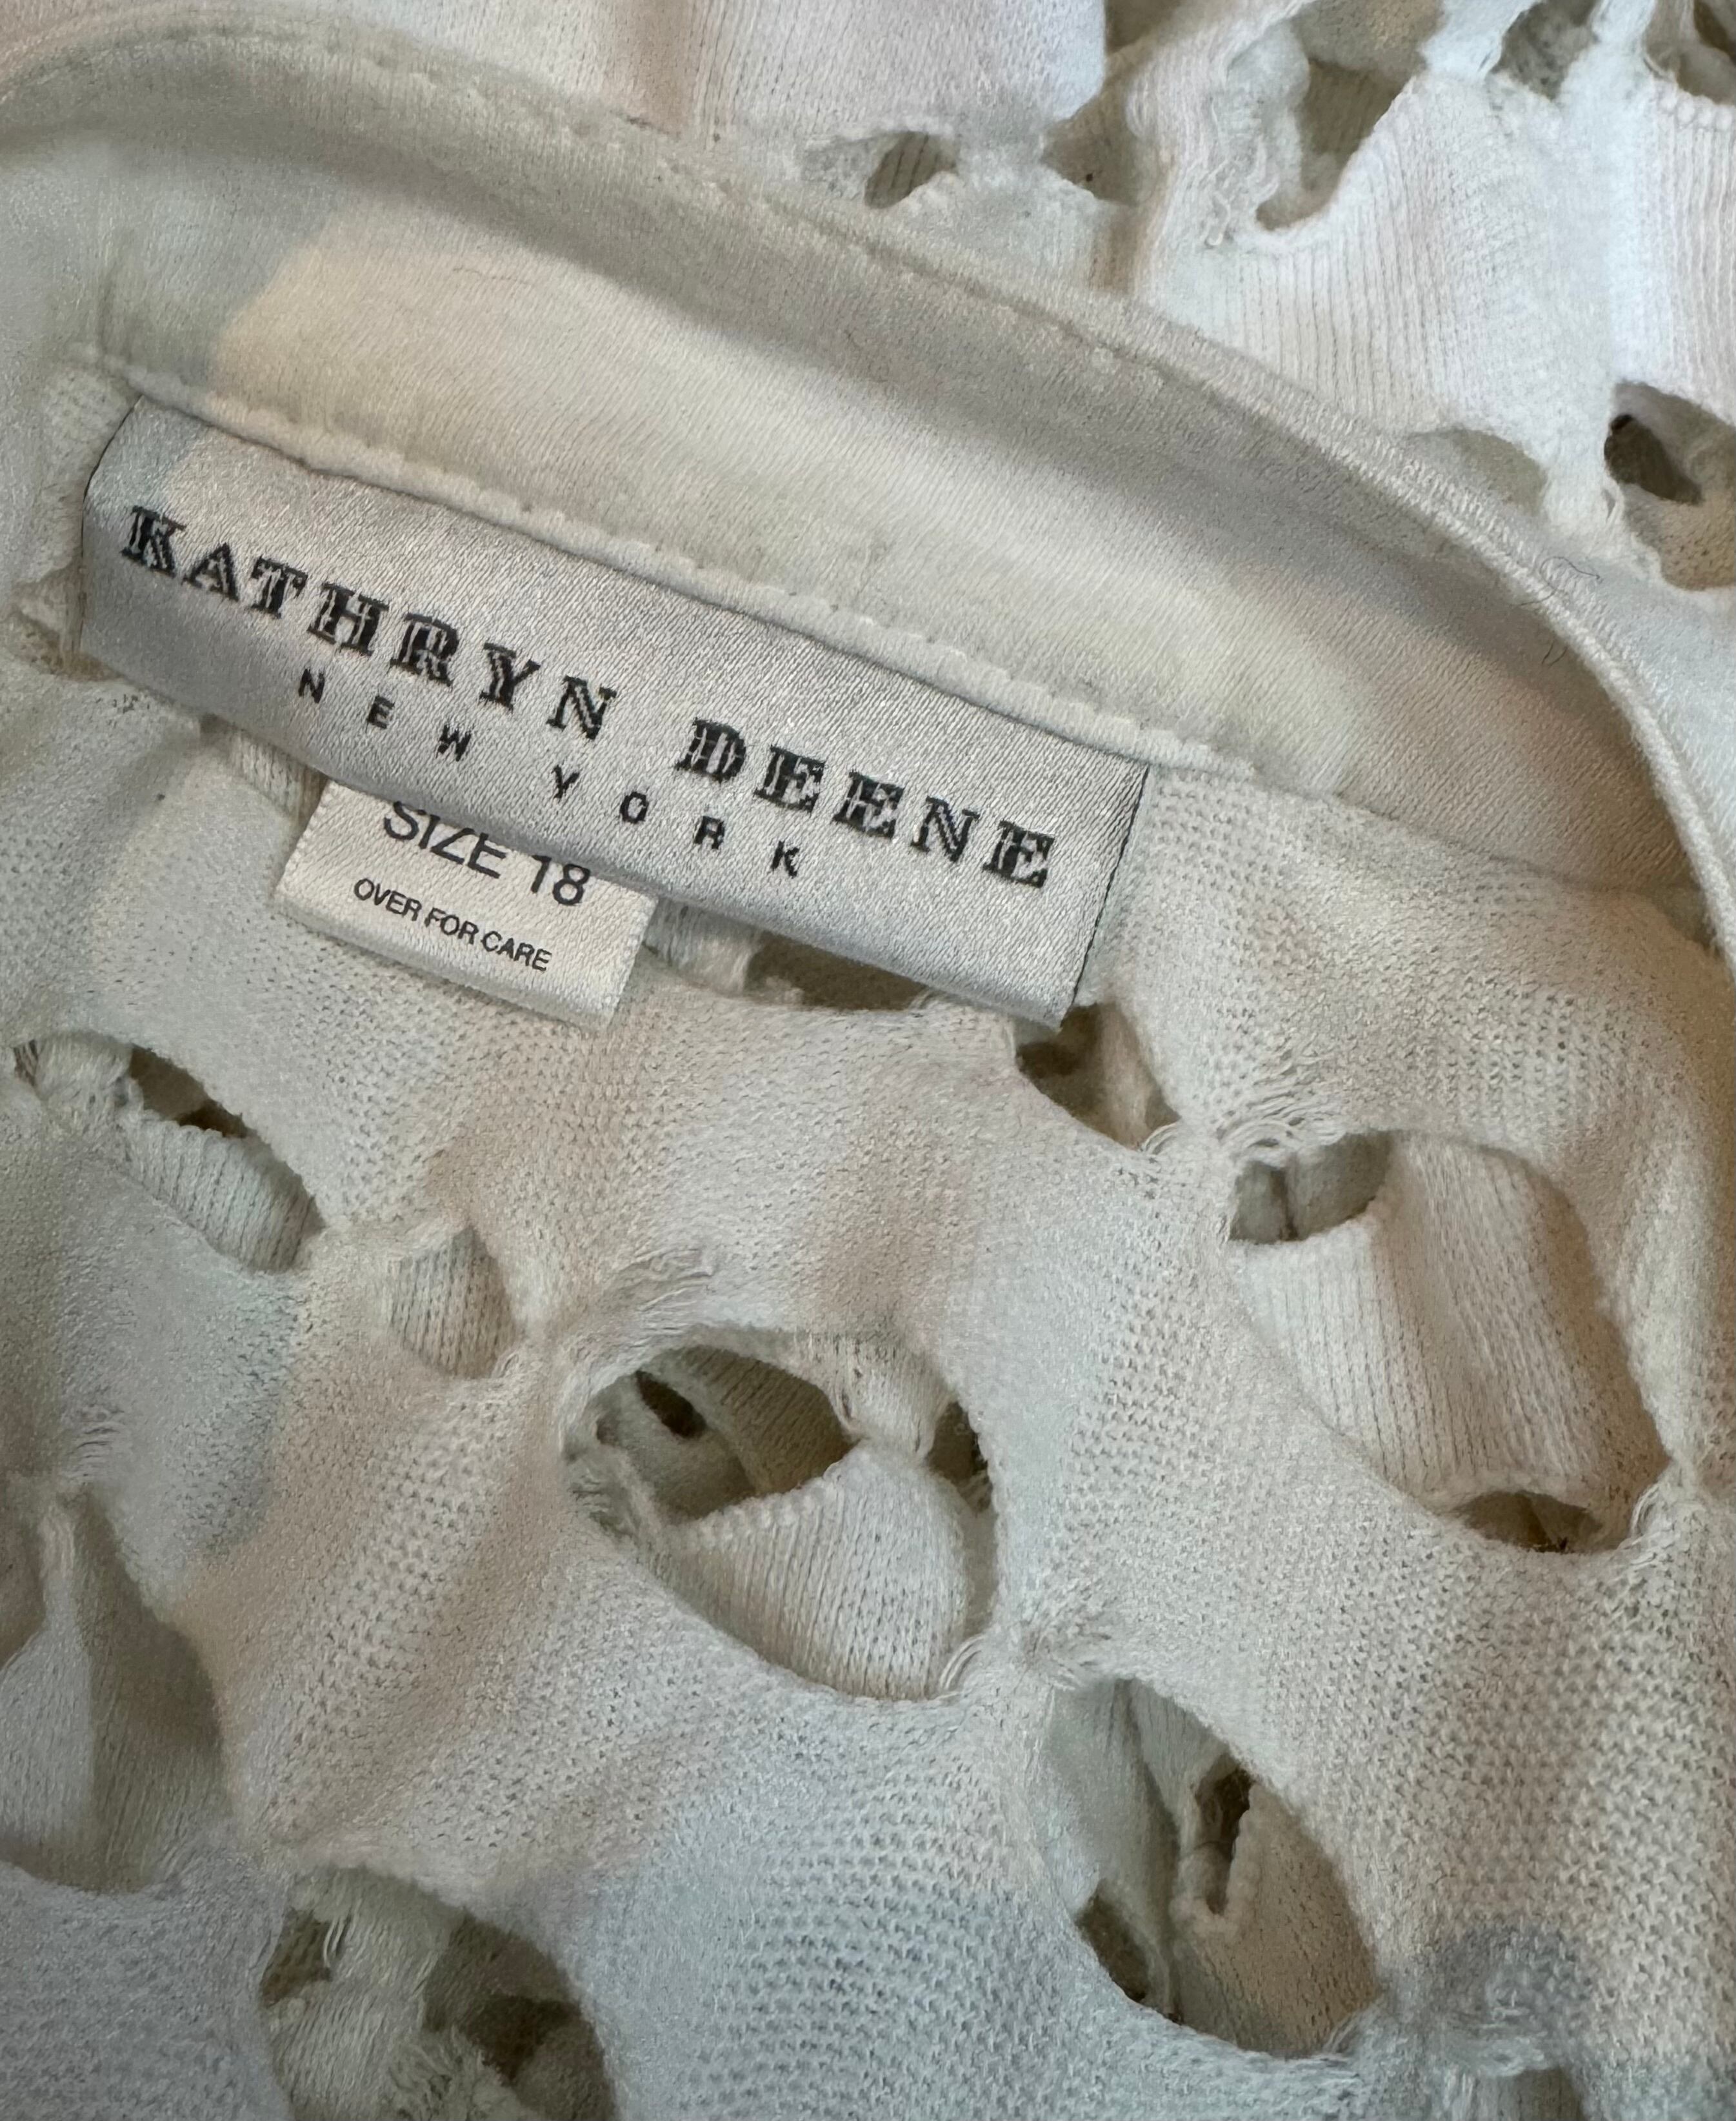 KATHRYN DEENE
NEW YORK
SIZE 18
OVER FOR CARE